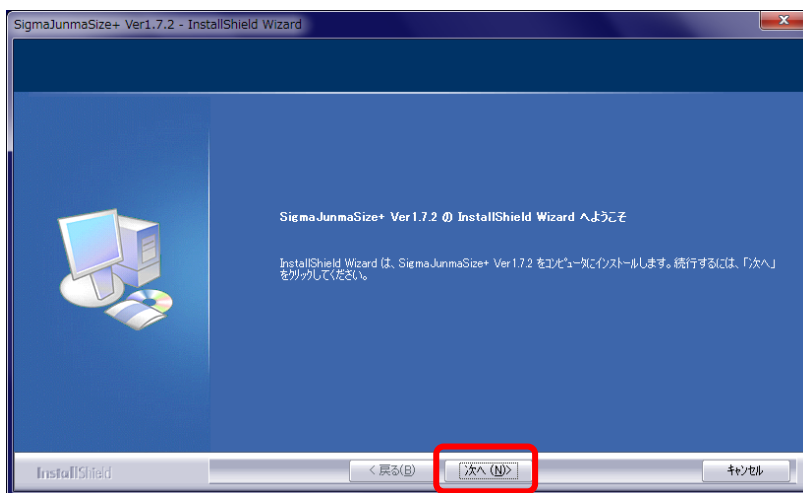 SigmaJunmaSize+ Ver1.7.2 - InstallShield Wizard
SigmaJunmaSize+ Ver1.7.2 の InstallShield Wizard へようこそ
InstallShield Wizard は、SigmaJunmaSize+ Ver1.7.2 をコンピュータにインストールします。続行するには、「次へ」
をクリックしてください。
InstallShield
< 戻る(B)
次へ (N)>
キャンセル